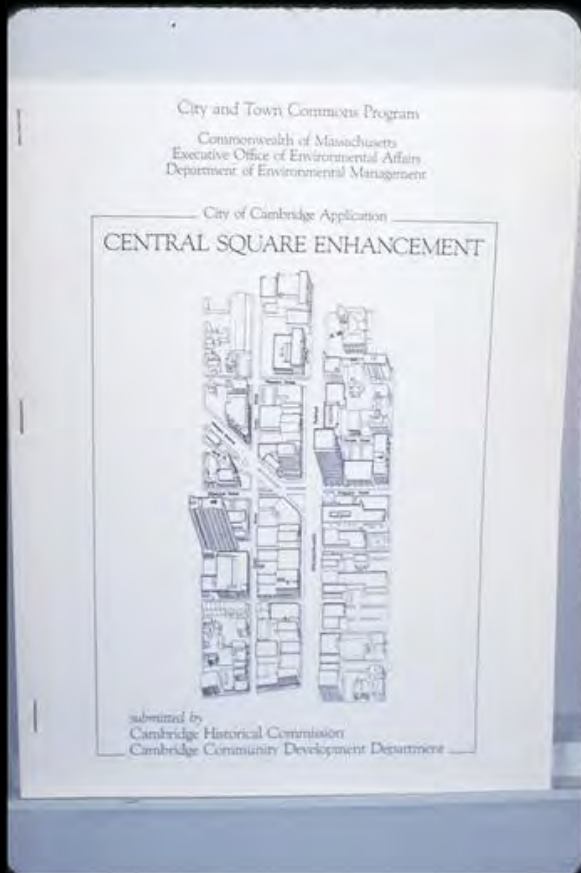 City and Town Commons Program
Commonwealth of Massachusetts
Executive Office of Environmental Affairs
Department of Environmental Management
City of Cambridge Application
CENTRAL SQUARE ENHANCEMENT
submitted by
Cambridge Historical Commission
Cambridge Community Development Department